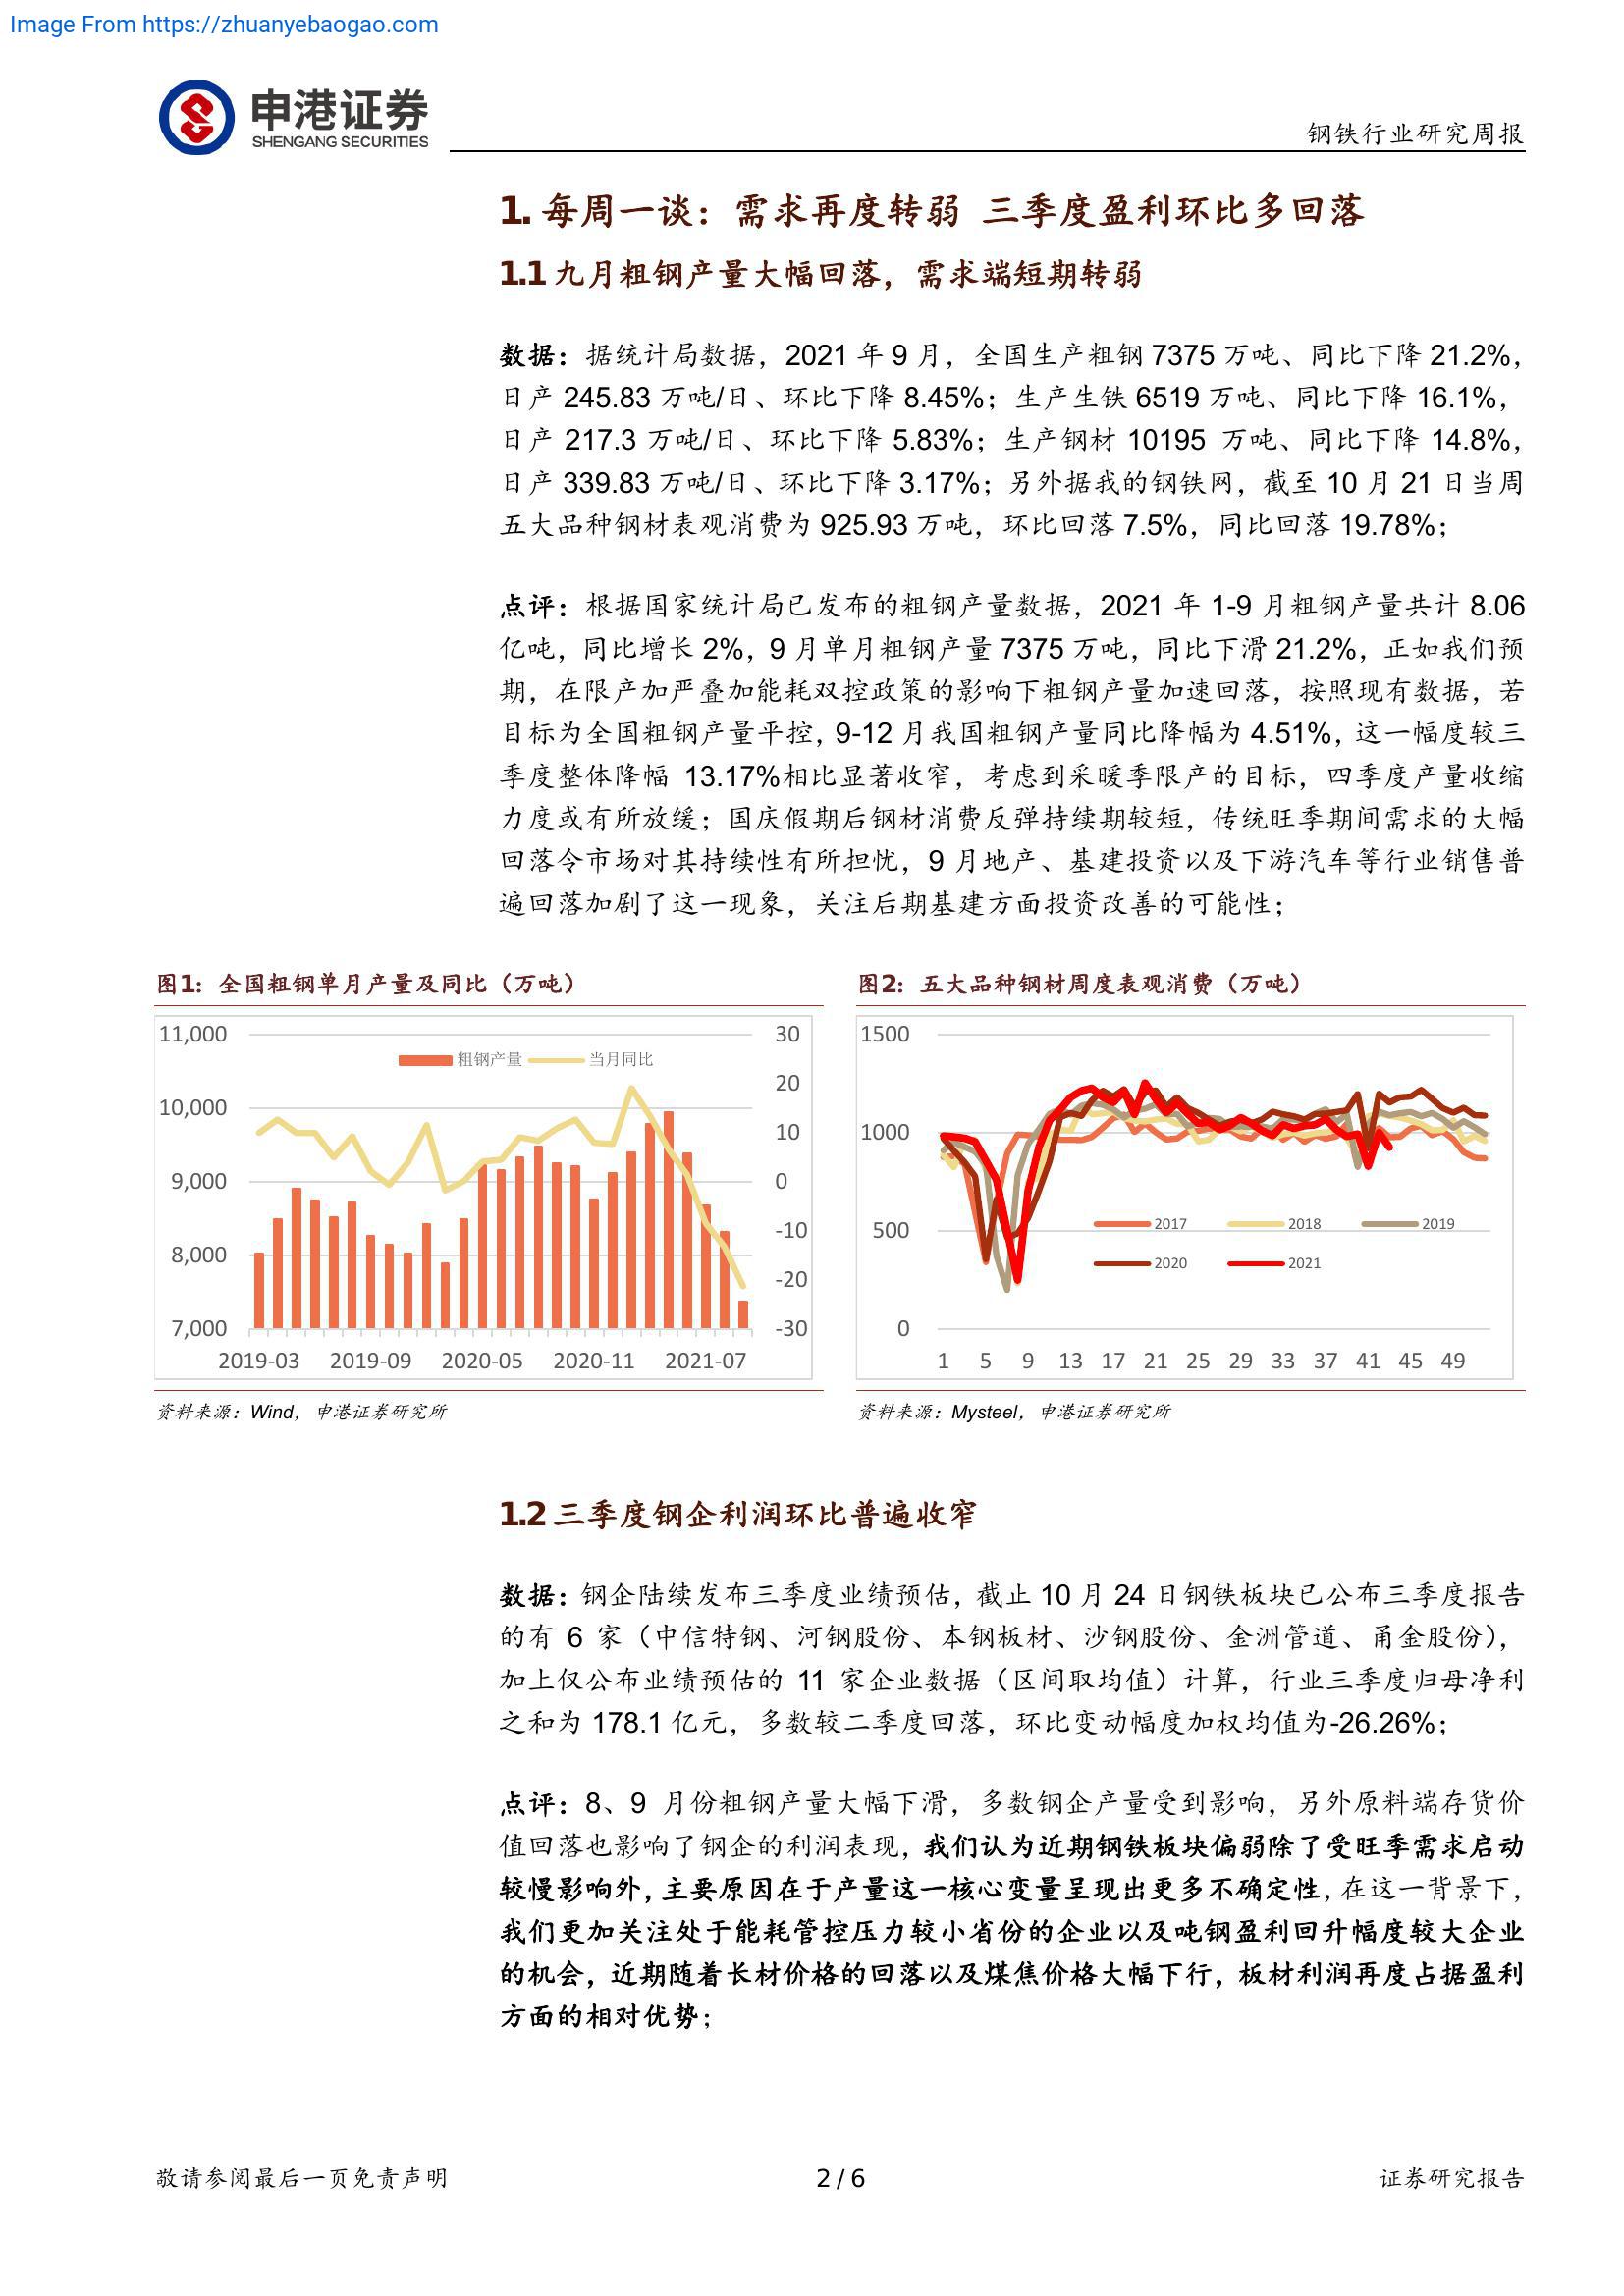 Image From https://zhuanyebaogao.com
申港证券
SHENGANG SECURITIES
钢铁行业研究周报
1. 每周一谈：需求再度转弱 三季度盈利环比多回落
1.1 九月粗钢产量大幅回落，需求端短期转弱
数据：据统计局数据，2021 年 9 月，全国生产粗钢 7375 万吨、同比下降 21.2%，
日产 245.83 万吨/日、环比下降 8.45%；生产生铁 6519 万吨、同比下降 16.1%，
日产 217.3 万吨/日、环比下降 5.83%；生产钢材 10195 万吨、同比下降 14.8%，
日产 339.83 万吨/日、环比下降 3.17%；另外据我的钢铁网，截至 10 月 21 日当周
五大品种钢材表观消费为 925.93 万吨，环比回落 7.5%，同比回落 19.78%；
点评：根据国家统计局已发布的粗钢产量数据，2021 年 1-9 月粗钢产量共计 8.06
亿吨，同比增长 2%，9 月单月粗钢产量 7375 万吨，同比下滑 21.2%，正如我们预
期，在限产加严叠加能耗双控政策的影响下粗钢产量加速回落，按照现有数据，若
目标为全国粗钢产量平控，9-12 月我国粗钢产量同比降幅为 4.51%，这一幅度较三
季度整体降幅 13.17%相比显著收窄，考虑到采暖季限产的目标，四季度产量收缩
力度或有所放缓；国庆假期后钢材消费反弹持续期较短，传统旺季期间需求的大幅
回落令市场对其持续性有所担忧，9 月地产、基建投资以及下游汽车等行业销售普
遍回落加剧了这一现象，关注后期基建方面投资改善的可能性；
图1：全国粗钢单月产量及同比（万吨）
11,000
10,000
9,000
8,000
7,000
粗钢产量 当月同比
30
20
10
0
-10
-20
-30
2019-03 2019-09 2020-05 2020-11 2021-07
资料来源：Wind，申港证券研究所
图2：五大品种钢材周度表观消费（万吨）
1500
1000
500
0
2017 2018 2019
2020 2021
1 5 9 13 17 21 25 29 33 37 41 45 49
资料来源：Mysteel，申港证券研究所
1.2 三季度钢企利润环比普遍收窄
数据：钢企陆续发布三季度业绩预估，截止 10 月 24 日钢铁板块已公布三季度报告
的有 6 家（中信特钢、河钢股份、本钢板材、沙钢股份、金洲管道、甬金股份），
加上仅公布业绩预估的 11 家企业数据（区间取均值）计算，行业三季度归母净利
之和为 178.1 亿元，多数较二季度回落，环比变动幅度加权均值为-26.26%；
点评：8、9 月份粗钢产量大幅下滑，多数钢企产量受到影响，另外原料端存货价
值回落也影响了钢企的利润表现，我们认为近期钢铁板块偏弱除了受旺季需求启动
较慢影响外，主要原因在于产量这一核心变量呈现出更多不确定性，在这一背景下，
我们更加关注处于能耗管控压力较小省份的企业以及吨钢盈利回升幅度较大企业
的机会，近期随着长材价格的回落以及煤焦价格大幅下行，板材利润再度占据盈利
方面的相对优势；
敬请参阅最后一页免责声明
2 / 6
证券研究报告